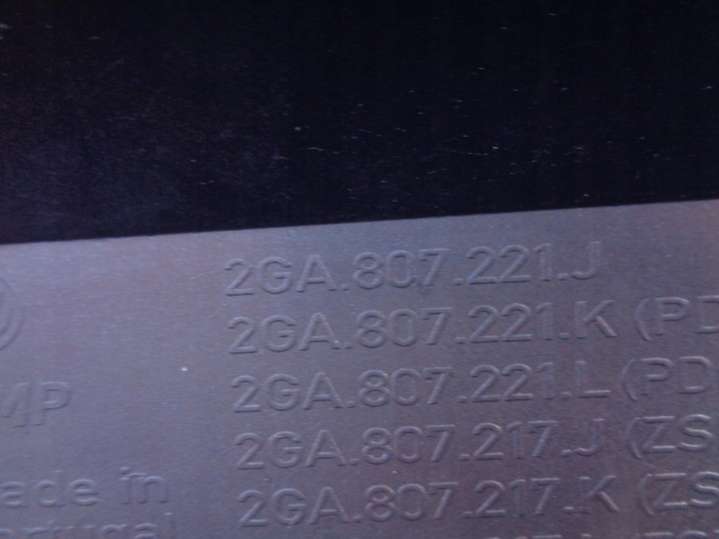 2GA.807.221.J
2GA.807.221.K (PD
2GA.807.221.L (PD
MP
2GA.807.217.J (ZS
ade in
2GA.807.217.K (ZS
ortugal